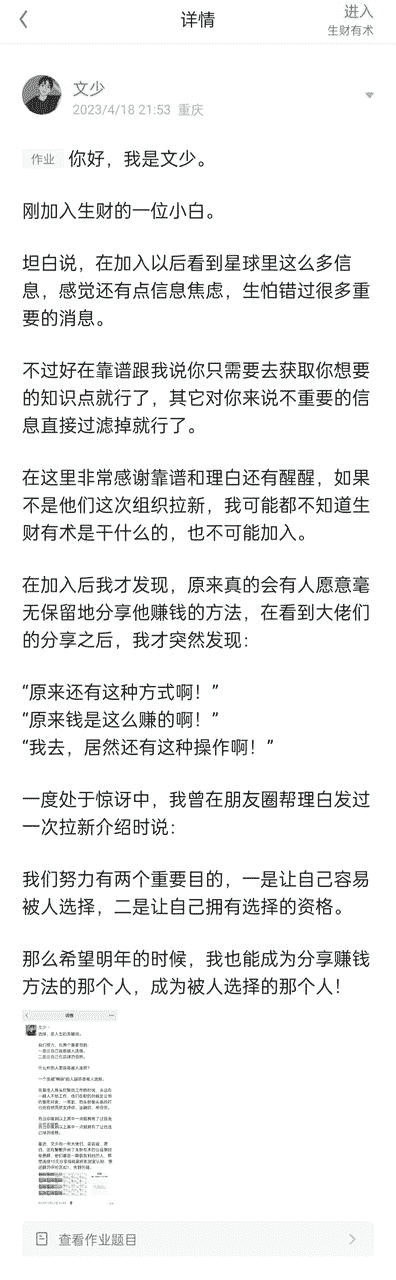 详情
进入
生财有术
文少
2023/4/18 21:53 重庆
作业 你好，我是文少。
刚加入生财的一位小白。
坦白说，在加入以后看到星球里这么多信
息，感觉还有点信息焦虑，生怕错过很多重
要的消息。
不过好在靠谱跟我说你只需要去获取你想要
的知识点就行了，其它对你来说不重要的信
息直接过滤掉就行了。
在这里非常感谢靠谱和理白还有醒醒，如果
不是他们这次组织拉新，我可能都不知道生
财有术是干什么的，也不可能加入。
在加入后我才发现，原来真的会有人愿意毫
无保留地分享他赚钱的方法，在看到大佬们
的分享之后，我才突然发现：
“原来还有这种方式啊！”
“原来钱是这么赚的啊！”
“我去，居然还有这种操作啊！”
一度处于惊讶中，我曾在朋友圈帮理白发过
一次拉新介绍时说：
我们努力有两个重要目的，一是让自己容易
被人选择，二是让自己拥有选择的资格。
那么希望明年的时候，我也能成为分享赚钱
方法的那个人，成为被人选择的那个人！
详情
查看作业题目